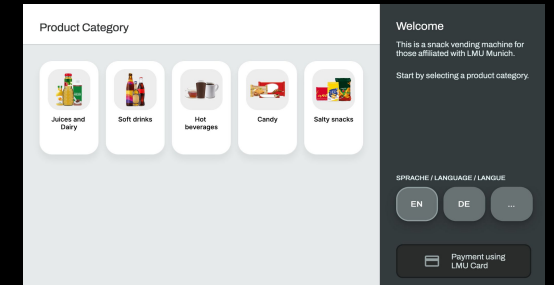 Product Category
Juices and
Dairy
Soft drinks
Hot
beverages
Candy
Salty snacks
Welcome
This is a snack vending machine for
those affiliated with LMU Munich.
Start by selecting a product category.
SPRACHE / LANGUAGE / LANGUE
EN
DE
...
Payment using
LMU Card